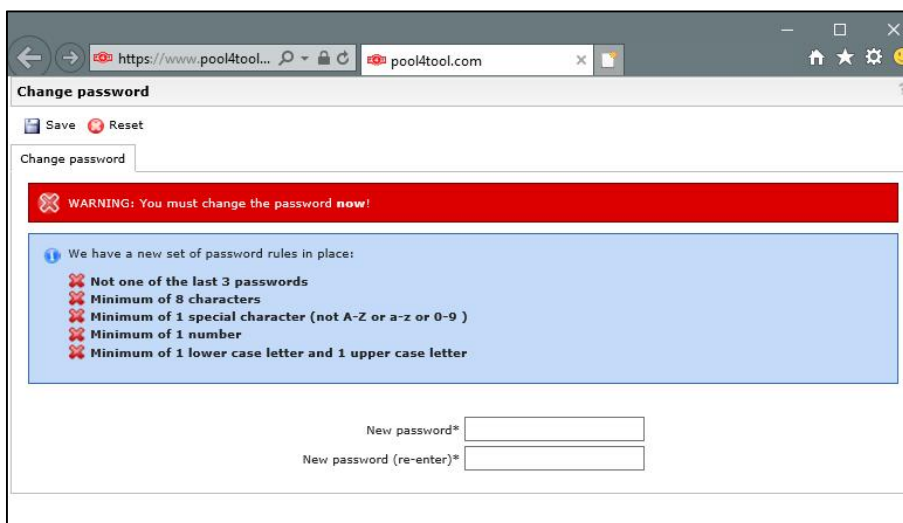 https://www.pool4tool...
pool4tool.com
Change password
Save
Reset
Change password
WARNING: You must change the password now!
We have a new set of password rules in place:
Not one of the last 3 passwords
Minimum of 8 characters
Minimum of 1 special character (not A-Z or a-z or 0-9 )
Minimum of 1 number
Minimum of 1 lower case letter and 1 upper case letter
New password*
New password (re-enter)*